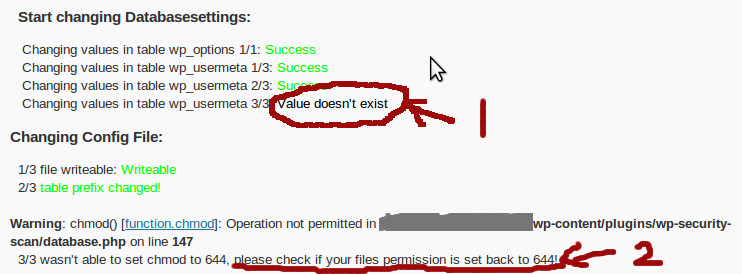 Start changing Databasesettings:
Changing values in table wp_options 1/1: Success
Changing values in table wp_usermeta 1/3: Success
Changing values in table wp_usermeta 2/3: Success
Changing values in table wp_usermeta 3/3: Value doesn't exist
1
Changing Config File:
1/3 file writeable: Writeable
2/3 table prefix changed!
Warning: chmod() [function.chmod]: Operation not permitted in wp-content/plugins/wp-security-
scan/database.php on line 147
3/3 wasn't able to set chmod to 644, please check if your files permission is set back to 644!
2